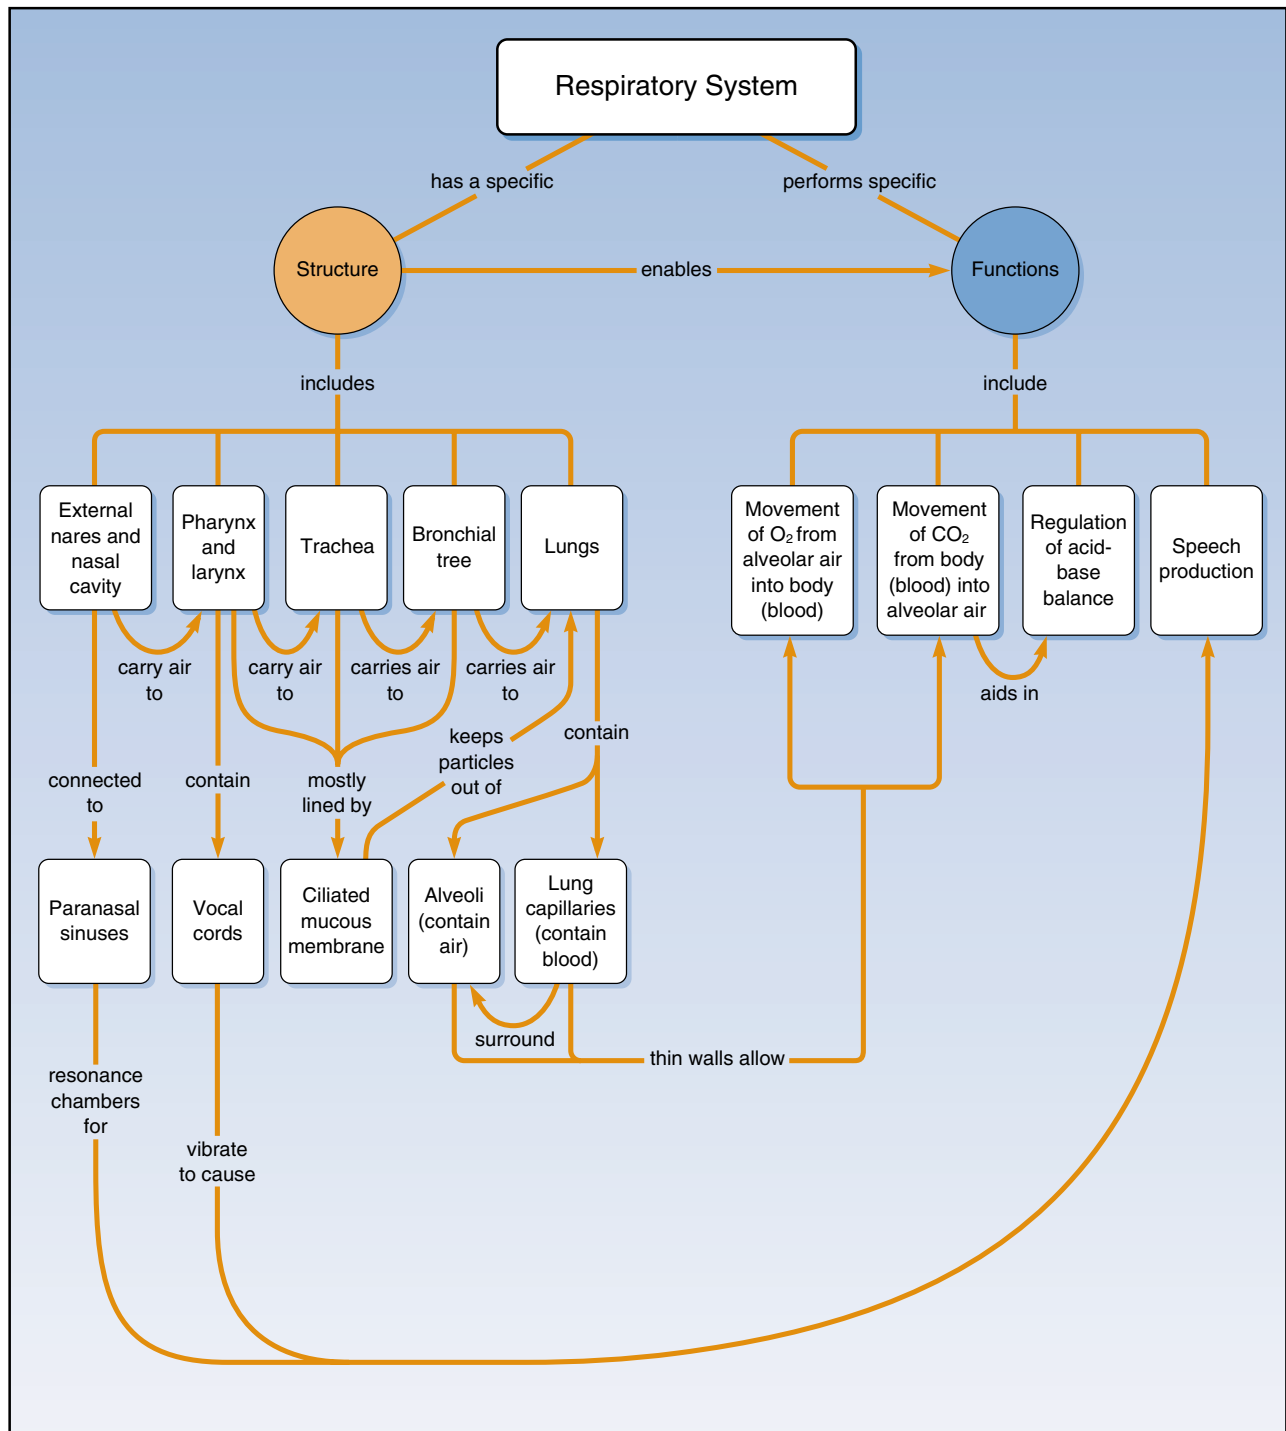 Respiratory System
has a specific
performs specific
Structure
enables
Functions
includes
include
External
nares and
nasal
cavity
Pharynx
and
larynx
Trachea
Bronchial
tree
Lungs
Movement
of O₂ from
alveolar air
into body
(blood)
Movement
of CO₂
from body
(blood) into
alveolar air
Regulation
of acid-
base
balance
Speech
production
carry air
to
carry air
to
carries air
to
carries air
to
aids in
connected
to
contain
mostly
lined by
keeps
particles
out of
contain
Paranasal
sinuses
Vocal
cords
Ciliated
mucous
membrane
Alveoli
(contain
air)
Lung
capillaries
(contain
blood)
surround
thin walls allow
resonance
chambers
for
vibrate
to cause